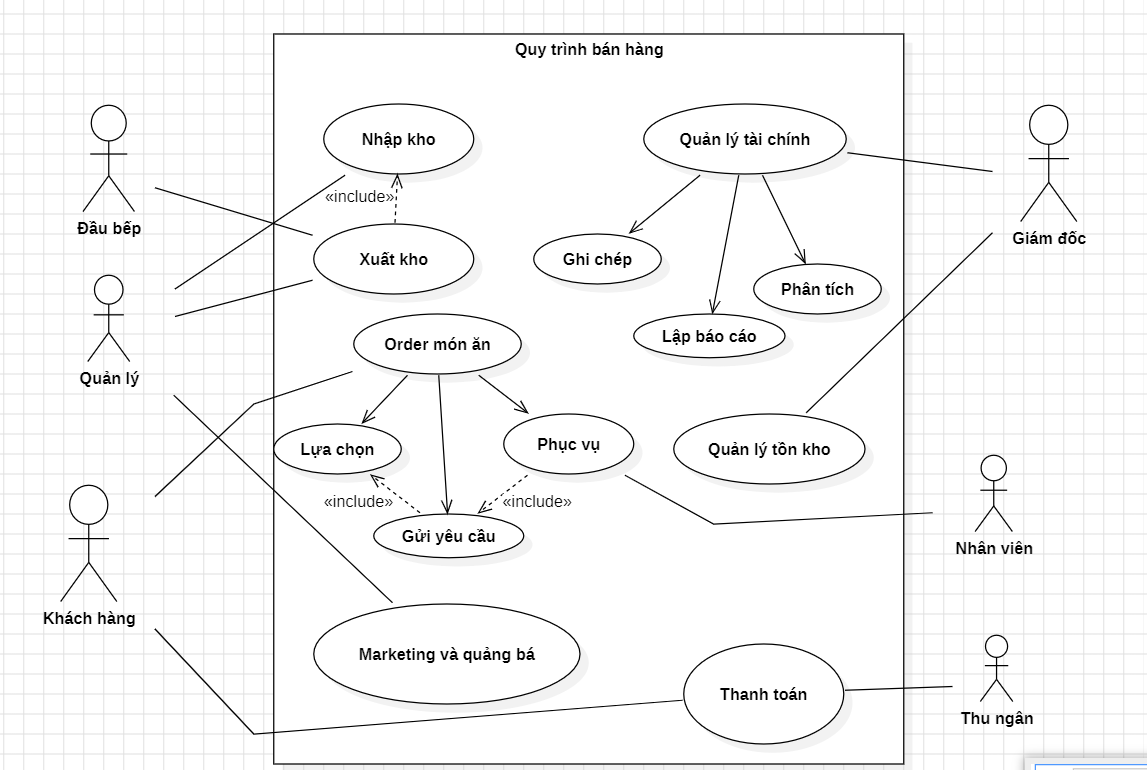 Quy trình bán hàng
Nhập kho
Quản lý tài chính
«include»
Đầu bếp
Giám đốc
Xuất kho
Ghi chép
Phân tích
Lập báo cáo
Order món ăn
Quản lý
Lựa chọn
Phục vụ
Quản lý tồn kho
«include»
«include»
Gửi yêu cầu
Nhân viên
Khách hàng
Marketing và quảng bá
Thanh toán
Thu ngân